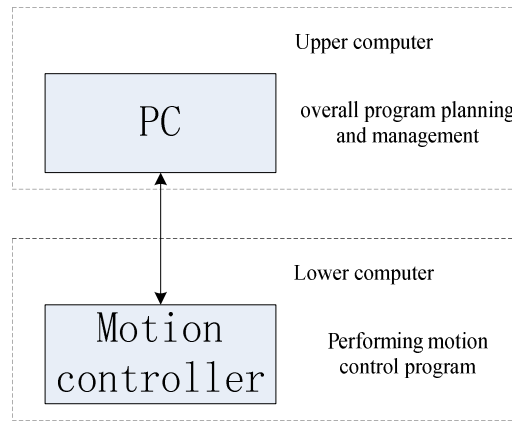 Upper computer
PC
overall program planning
and management
Lower computer
Motion
controller
Performing motion
control program